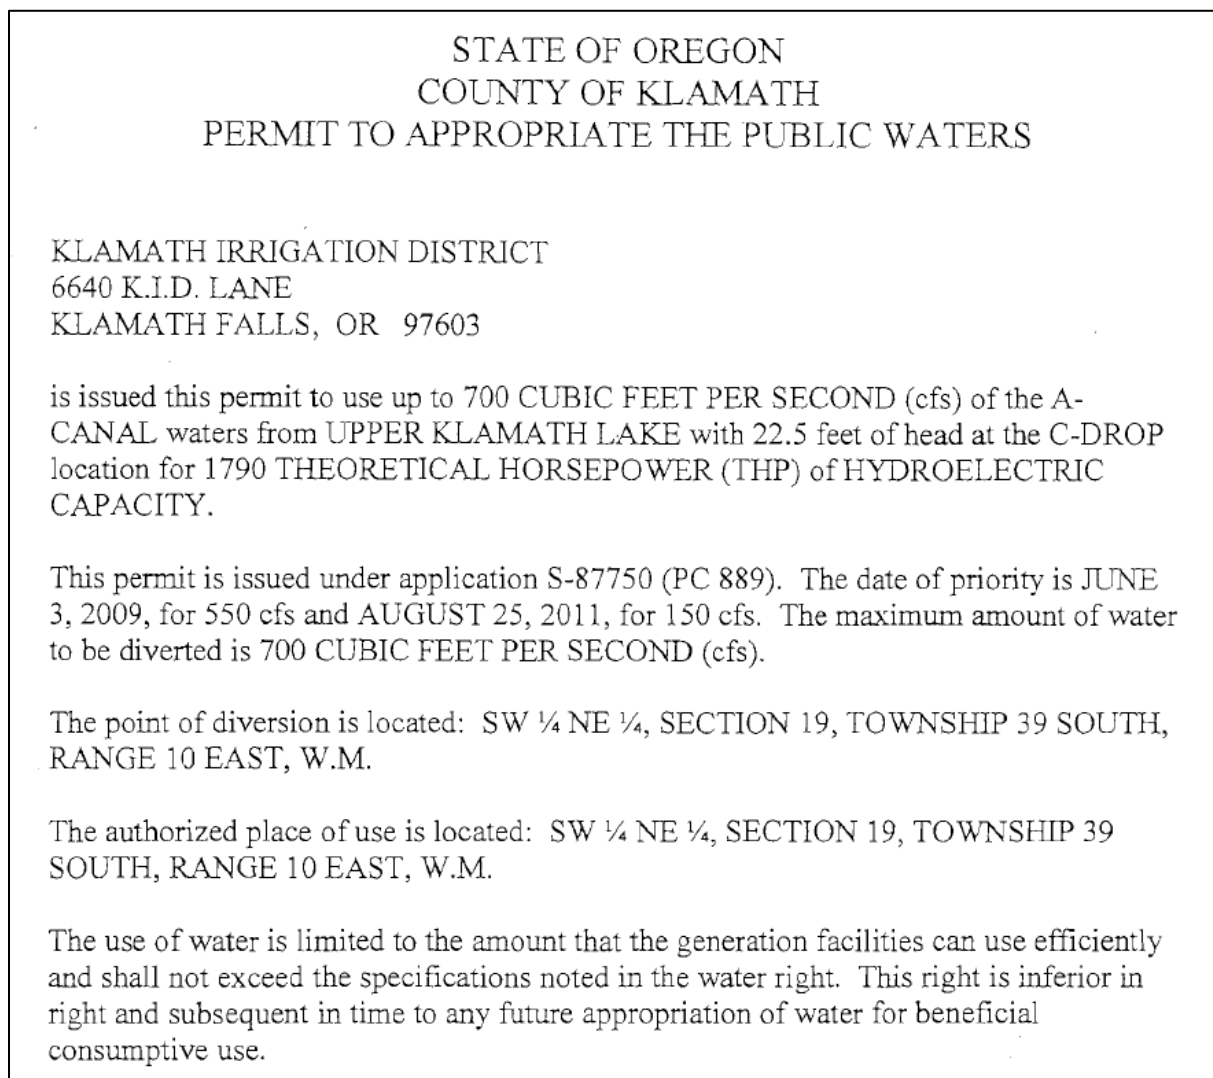 STATE OF OREGON
COUNTY OF KLAMATH
PERMIT TO APPROPRIATE THE PUBLIC WATERS
KLAMATH IRRIGATION DISTRICT
6640 K.I.D. LANE
KLAMATH FALLS, OR 97603
is issued this permit to use up to 700 CUBIC FEET PER SECOND (cfs) of the A-
CANAL waters from UPPER KLAMATH LAKE with 22.5 feet of head at the C-DROP
location for 1790 THEORETICAL HORSEPOWER (THP) of HYDROELECTRIC
CAPACITY.
This permit is issued under application S-87750 (PC 889). The date of priority is JUNE
3, 2009, for 550 cfs and AUGUST 25, 2011, for 150 cfs. The maximum amount of water
to be diverted is 700 CUBIC FEET PER SECOND (cfs).
The point of diversion is located: SW ¼ NE ¼, SECTION 19, TOWNSHIP 39 SOUTH,
RANGE 10 EAST, W.M.
The authorized place of use is located: SW ¼ NE ¼, SECTION 19, TOWNSHIP 39
SOUTH, RANGE 10 EAST, W.M.
The use of water is limited to the amount that the generation facilities can use efficiently
and shall not exceed the specifications noted in the water right. This right is inferior in
right and subsequent in time to any future appropriation of water for beneficial
consumptive use.